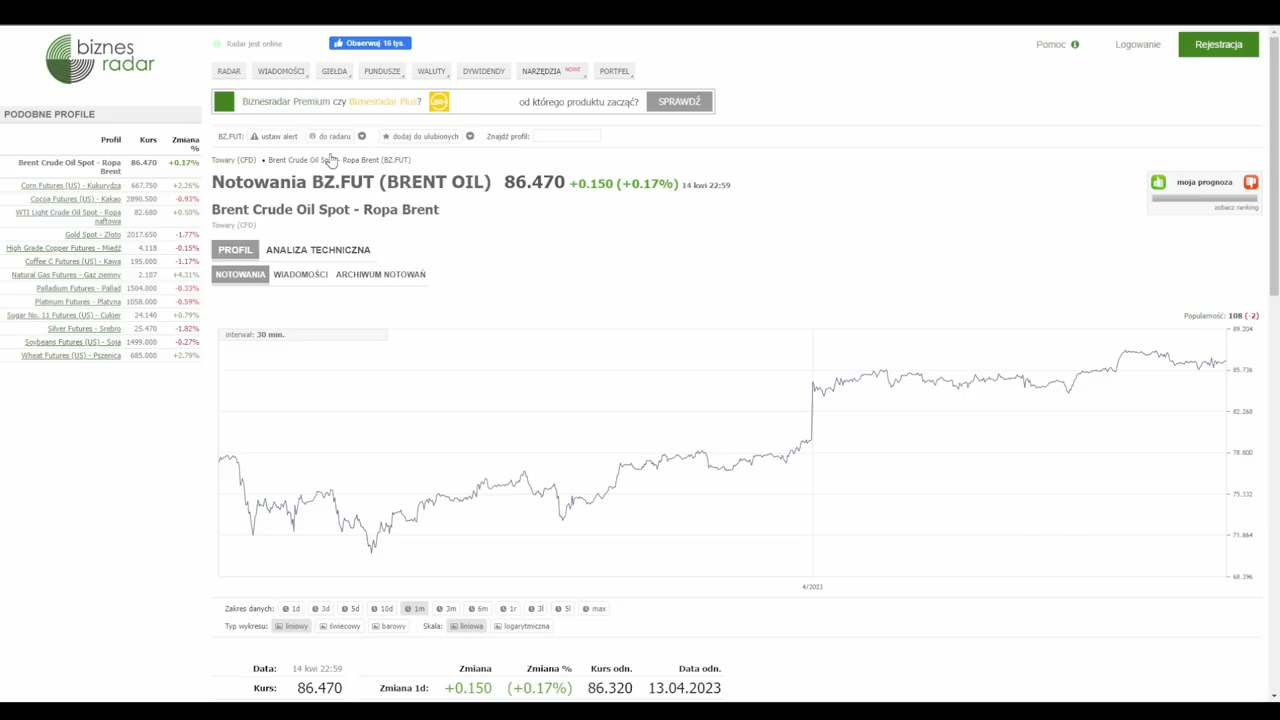 biznes
radar
Radar jest online
Obserwuj 16 tys.
Pomoc
Logowanie
Rejestracja
RADAR WIADOMOŚCI GIEŁDA FUNDUSZE WALUTY DYWIDENDY NARZĘDZIA NOWE PORTFEL
Biznesradar Premium czy Biznesradar Plus? od którego produktu zacząć? SPRAWDŹ
PODOBNE PROFILE
Profil Kurs Zmiana %
Brent Crude Oil Spot - Ropa Brent 86.470 +0.17%
Corn Futures (US) - Kukurydza 667.750 +2.26%
Cocoa Futures (US) - Kakao 2890.500 -0.93%
WTI Light Crude Oil Spot - Ropa naftowa 82.680 +0.50%
Gold Spot - Złoto 2017.650 -1.77%
High Grade Copper Futures - Miedź 4.118 -0.15%
Coffee C Futures (US) - Kawa 195.000 -1.17%
Natural Gas Futures - Gaz ziemny 2.107 +4.31%
Palladium Futures - Pallad 1504.000 -0.33%
Platinum Futures - Platyna 1058.000 -0.59%
Sugar No. 11 Futures (US) - Cukier 24.140 +0.79%
Silver Futures - Srebro 25.470 -1.82%
Soybeans Futures (US) - Soja 1499.000 -0.27%
Wheat Futures (US) - Pszenica 685.000 +2.79%
BZ.FUT: ustaw alert do radaru dodaj do ulubionych Znajdź profil:
Towary (CFD) • Brent Crude Oil Spot - Ropa Brent (BZ.FUT)
Notowania BZ.FUT (BRENT OIL) 86.470 +0.150 (+0.17%) 14 kwi 22:59
Brent Crude Oil Spot - Ropa Brent
Towary (CFD)
moja prognoza
zobacz ranking
PROFIL ANALIZA TECHNICZNA
NOTOWANIA WIADOMOŚCI ARCHIWUM NOTOWAŃ
Popularność: 108 (-2)
interwał: 30 min.
89.204
85.736
82.268
78.800
75.332
71.864
68.396
4/2023
Zakres danych: 1d 3d 5d 10d 1m 3m 6m 1r 3l 5l max
Typ wykresu: liniowy świecowy barowy Skala: liniowa logarytmiczna
Data: 14 kwi 22:59 Zmiana Zmiana % Kurs odn. Data odn.
Kurs: 86.470 Zmiana 1d: +0.150 (+0.17%) 86.320 13.04.2023